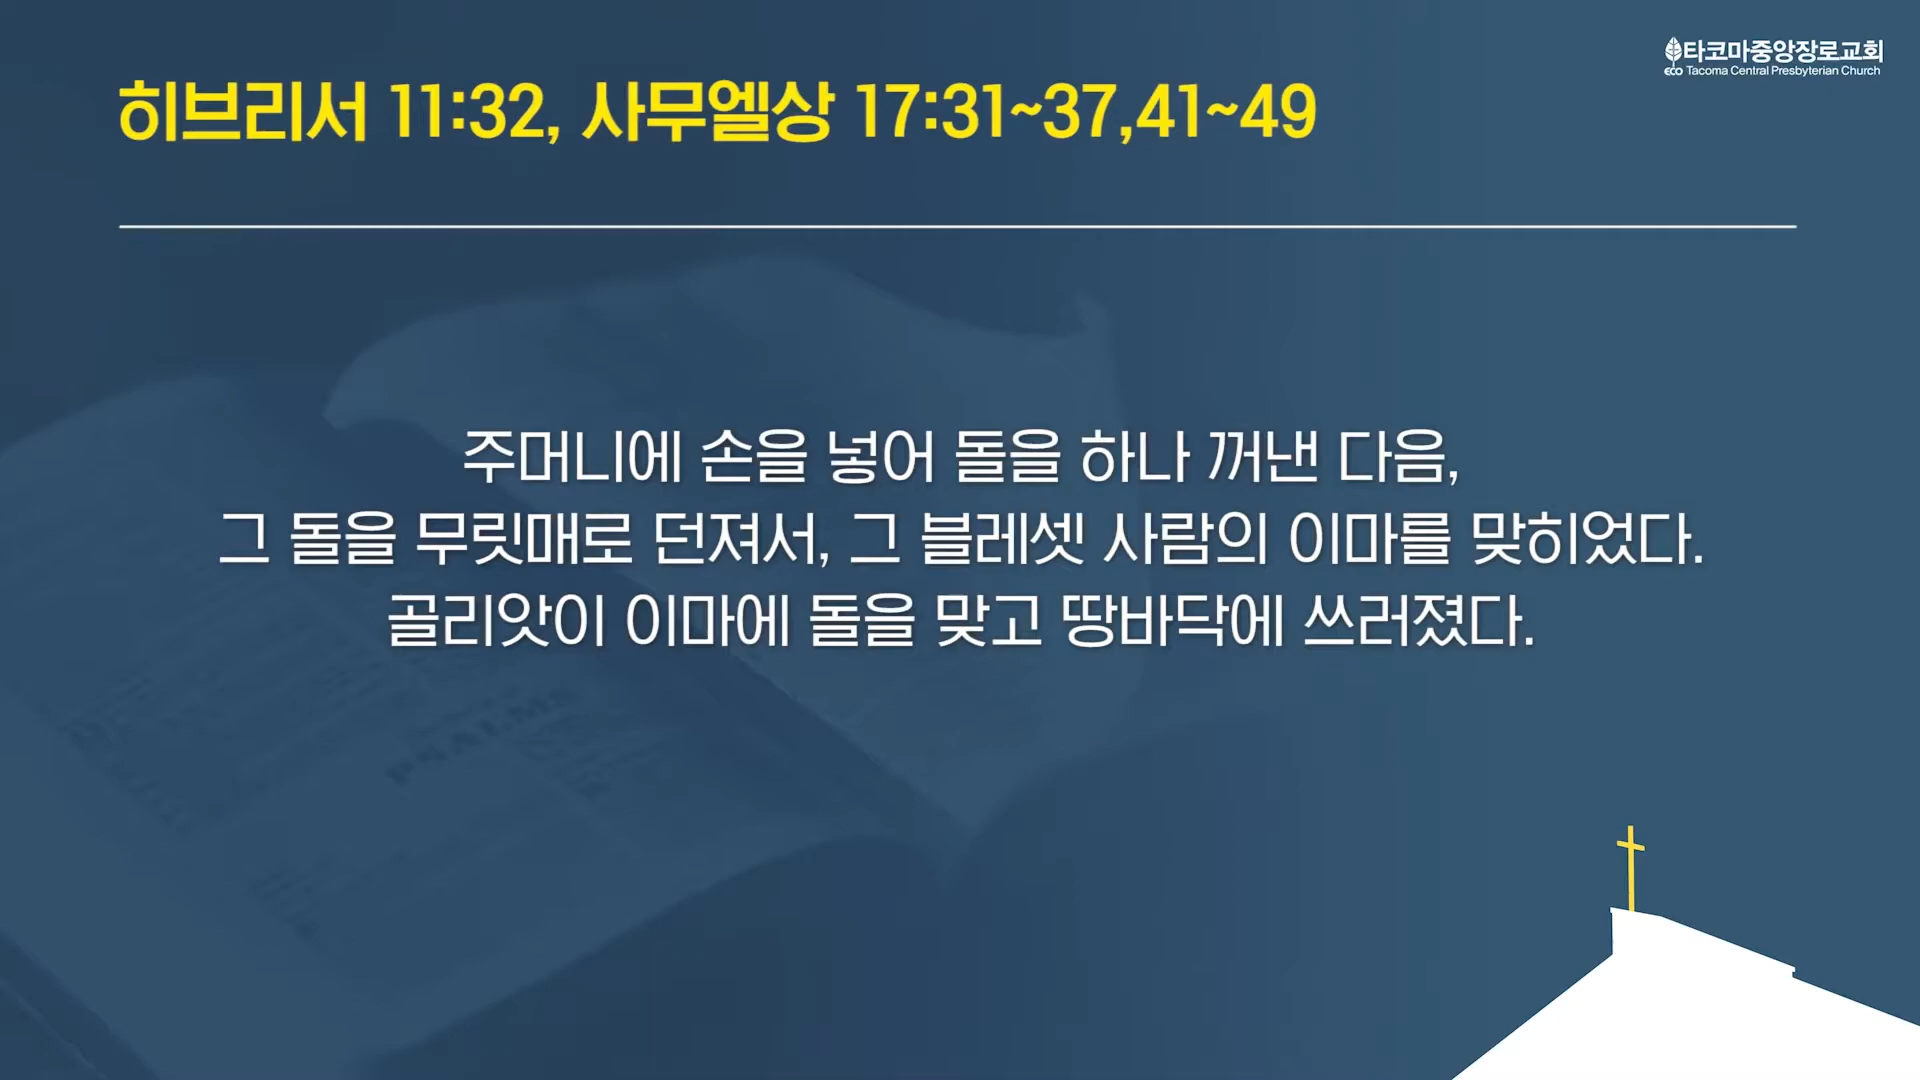 타코마중앙장로교회
ECO Tacoma Central Presbyterian Church
히브리서 11:32, 사무엘상 17:31~37,41~49
주머니에 손을 넣어 돌을 하나 꺼낸 다음,
그 돌을 무릿매로 던져서, 그 블레셋 사람의 이마를 맞히었다.
골리앗이 이마에 돌을 맞고 땅바닥에 쓰러졌다.
PSALMS